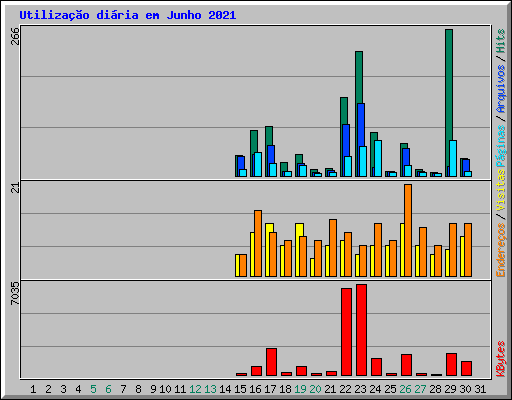 Utilização diária em Junho 2021
266
21
7035
Endereços / Visitas Páginas / Arquivos / Hits
KBytes
1 2 3 4 5 6 7 8 9 10 11 12 13 14 15 16 17 18 19 20 21 22 23 24 25 26 27 28 29 30 31